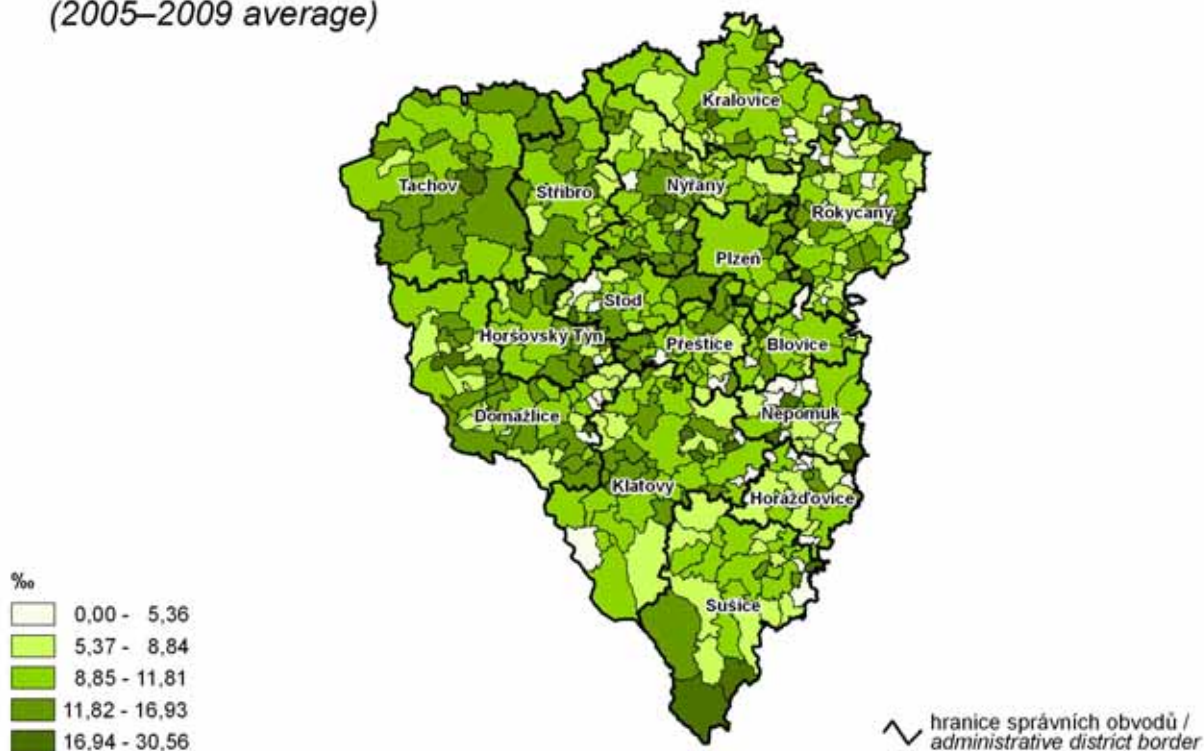 (2005–2009 average)
Kralovice
Tachov
Stříbro
Nýřany
Rokycany
Plzeň
Stod
Horšovský Týn
Přeštice
Blovice
Domažlice
Nepomuk
Klatovy
Horažďovice
Sušice
‰
0,00 - 5,36
5,37 - 8,84
8,85 - 11,81
11,82 - 16,93
16,94 - 30,56
hranice správních obvodů /
administrative district border